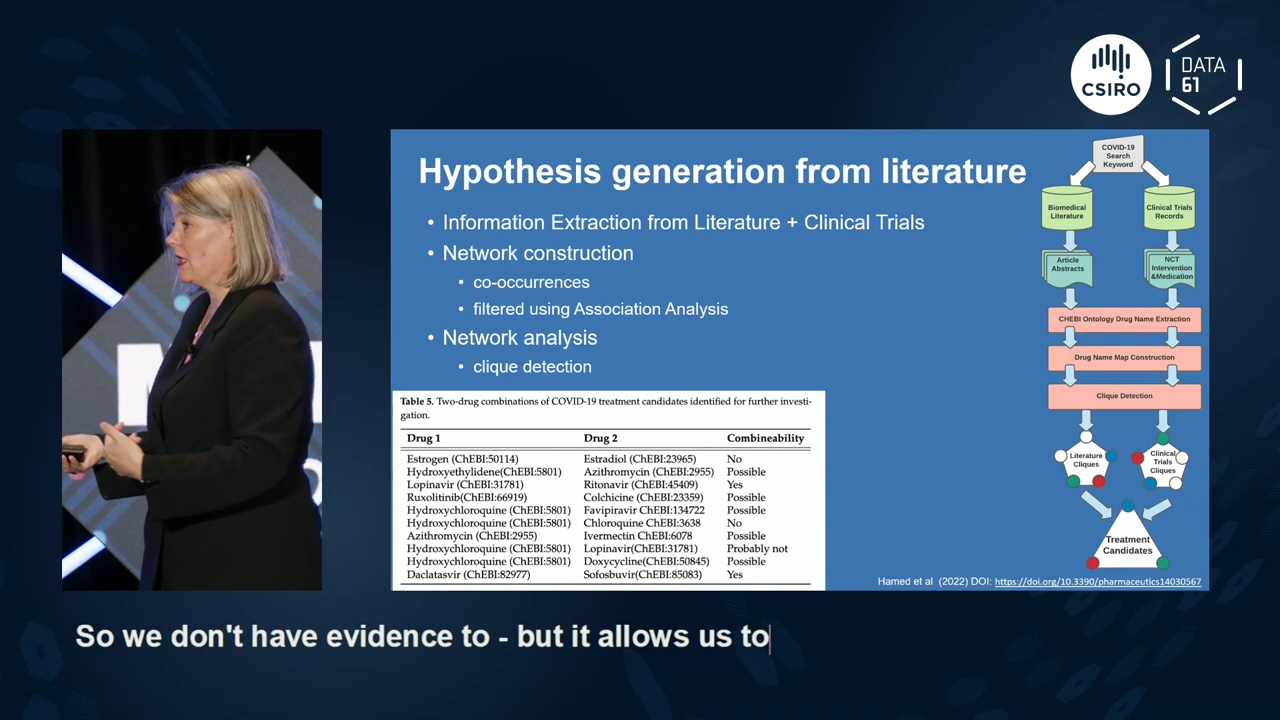 CSIRO
DATA
61
Hypothesis generation from literature
• Information Extraction from Literature + Clinical Trials
• Network construction
• co-occurrences
• filtered using Association Analysis
• Network analysis
• clique detection
Table 5. Two-drug combinations of COVID-19 treatment candidates identified for further investi-
gation.
Drug 1 Drug 2 Combineability
Estrogen (ChEBI:50114) Estradiol (ChEBI:23965) No
Hydroxyethylidene(ChEBI:5801) Azithromycin (ChEBI:2955) Possible
Lopinavir (ChEBI:31781) Ritonavir (ChEBI:45409) Yes
Ruxolitinib(ChEBI:66919) Colchicine (ChEBI:23359) Possible
Hydroxychloroquine (ChEBI:5801) Favipiravir ChEBI:134722 Possible
Hydroxychloroquine (ChEBI:5801) Chloroquine ChEBI:3638 No
Azithromycin (ChEBI:2955) Ivermectin ChEBI:6078 Possible
Hydroxychloroquine (ChEBI:5801) Lopinavir(ChEBI:31781) Probably not
Hydroxychloroquine (ChEBI:5801) Doxycycline(ChEBI:50845) Possible
Daclatasvir (ChEBI:82977) Sofosbuvir(ChEBI:85083) Yes
COVID-19
Search
Keyword
Biomedical
Literature
Clinical Trials
Records
Article
Abstracts
NCT
Intervention
&Medication
CHEBI Ontology Drug Name Extraction
Drug Name Map Construction
Clique Detection
Literature
Cliques
Clinical
Trials
Cliques
Treatment
Candidates
Hamed et al (2022) DOI: https://doi.org/10.3390/pharmaceutics14030567
So we don't have evidence to - but it allows us to